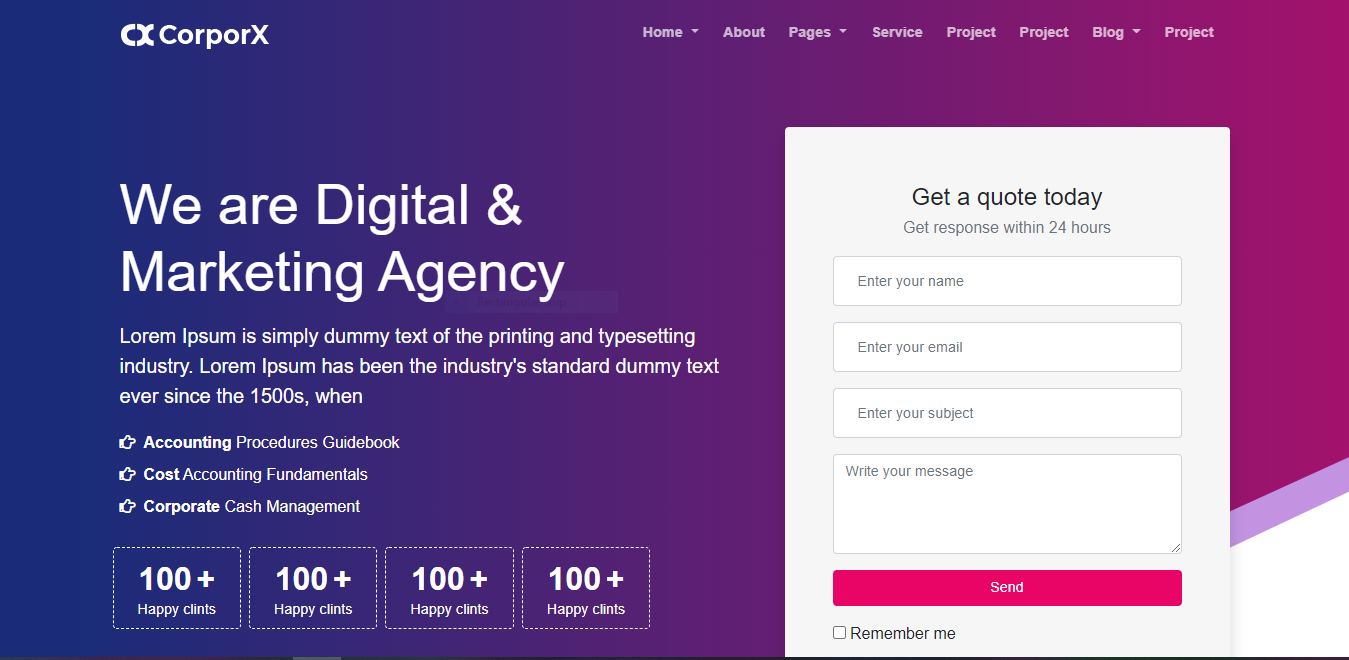 CorporX
Home About Pages Service Project Project Blog Project
We are Digital &
Marketing Agency
Lorem Ipsum is simply dummy text of the printing and typesetting
industry. Lorem Ipsum has been the industry's standard dummy text
ever since the 1500s, when
Accounting Procedures Guidebook
Cost Accounting Fundamentals
Corporate Cash Management
100 + 100 + 100 + 100 +
Happy clints Happy clints Happy clints Happy clints
Get a quote today
Get response within 24 hours
Enter your name
Enter your email
Enter your subject
Write your message
Send
Remember me